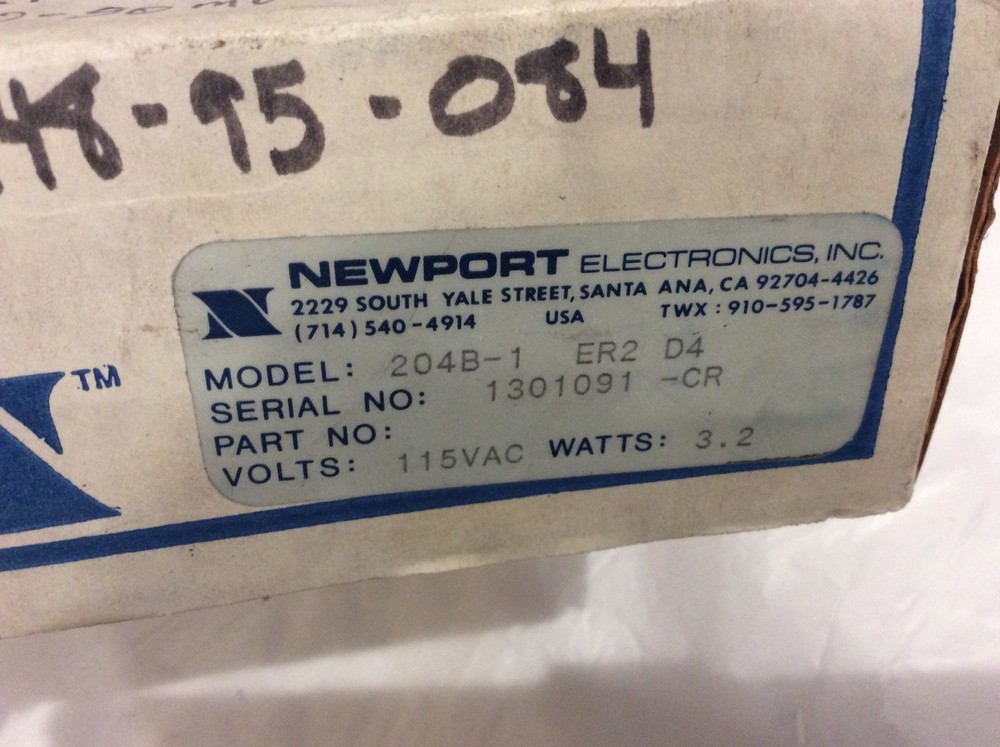 48-95-084
NEWPORT ELECTRONICS, INC.
2229 SOUTH YALE STREET, SANTA ANA, CA 92704-4426
(714) 540-4914 USA TWX : 910-595-1787
MODEL: 204B-1 ER2 D4
SERIAL NO: 1301091 -CR
PART NO:
VOLTS: 115VAC WATTS: 3.2
TM